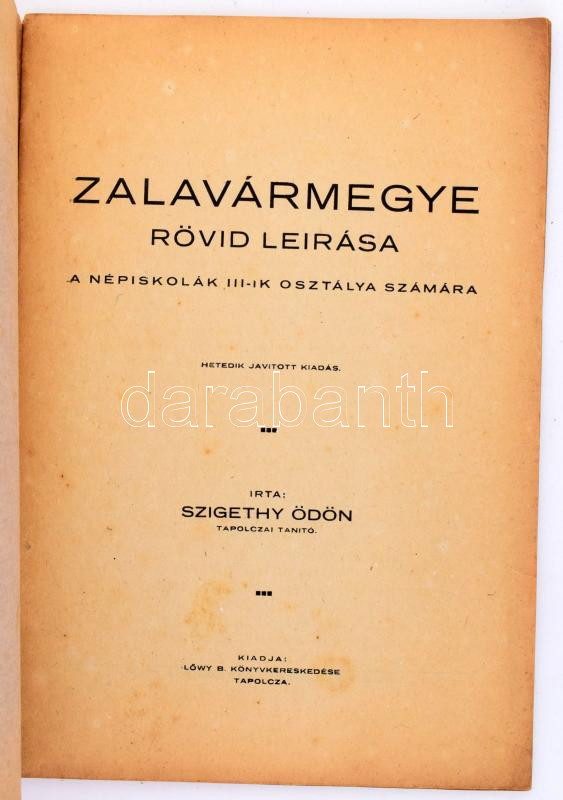 ZALAVÁRMEGYE
RÖVID LEIRÁSA
A NÉPISKOLÁK III-IK OSZTÁLYA SZÁMÁRA
HETEDIK JAVITOTT KIADÁS.
darabanth
IRTA:
SZIGETHY ÖDÖN
TAPOLCZAI TANITÓ.
KIADJA:
LŐWY B. KÖNYVKERESKEDÉSE
TAPOLCZA.